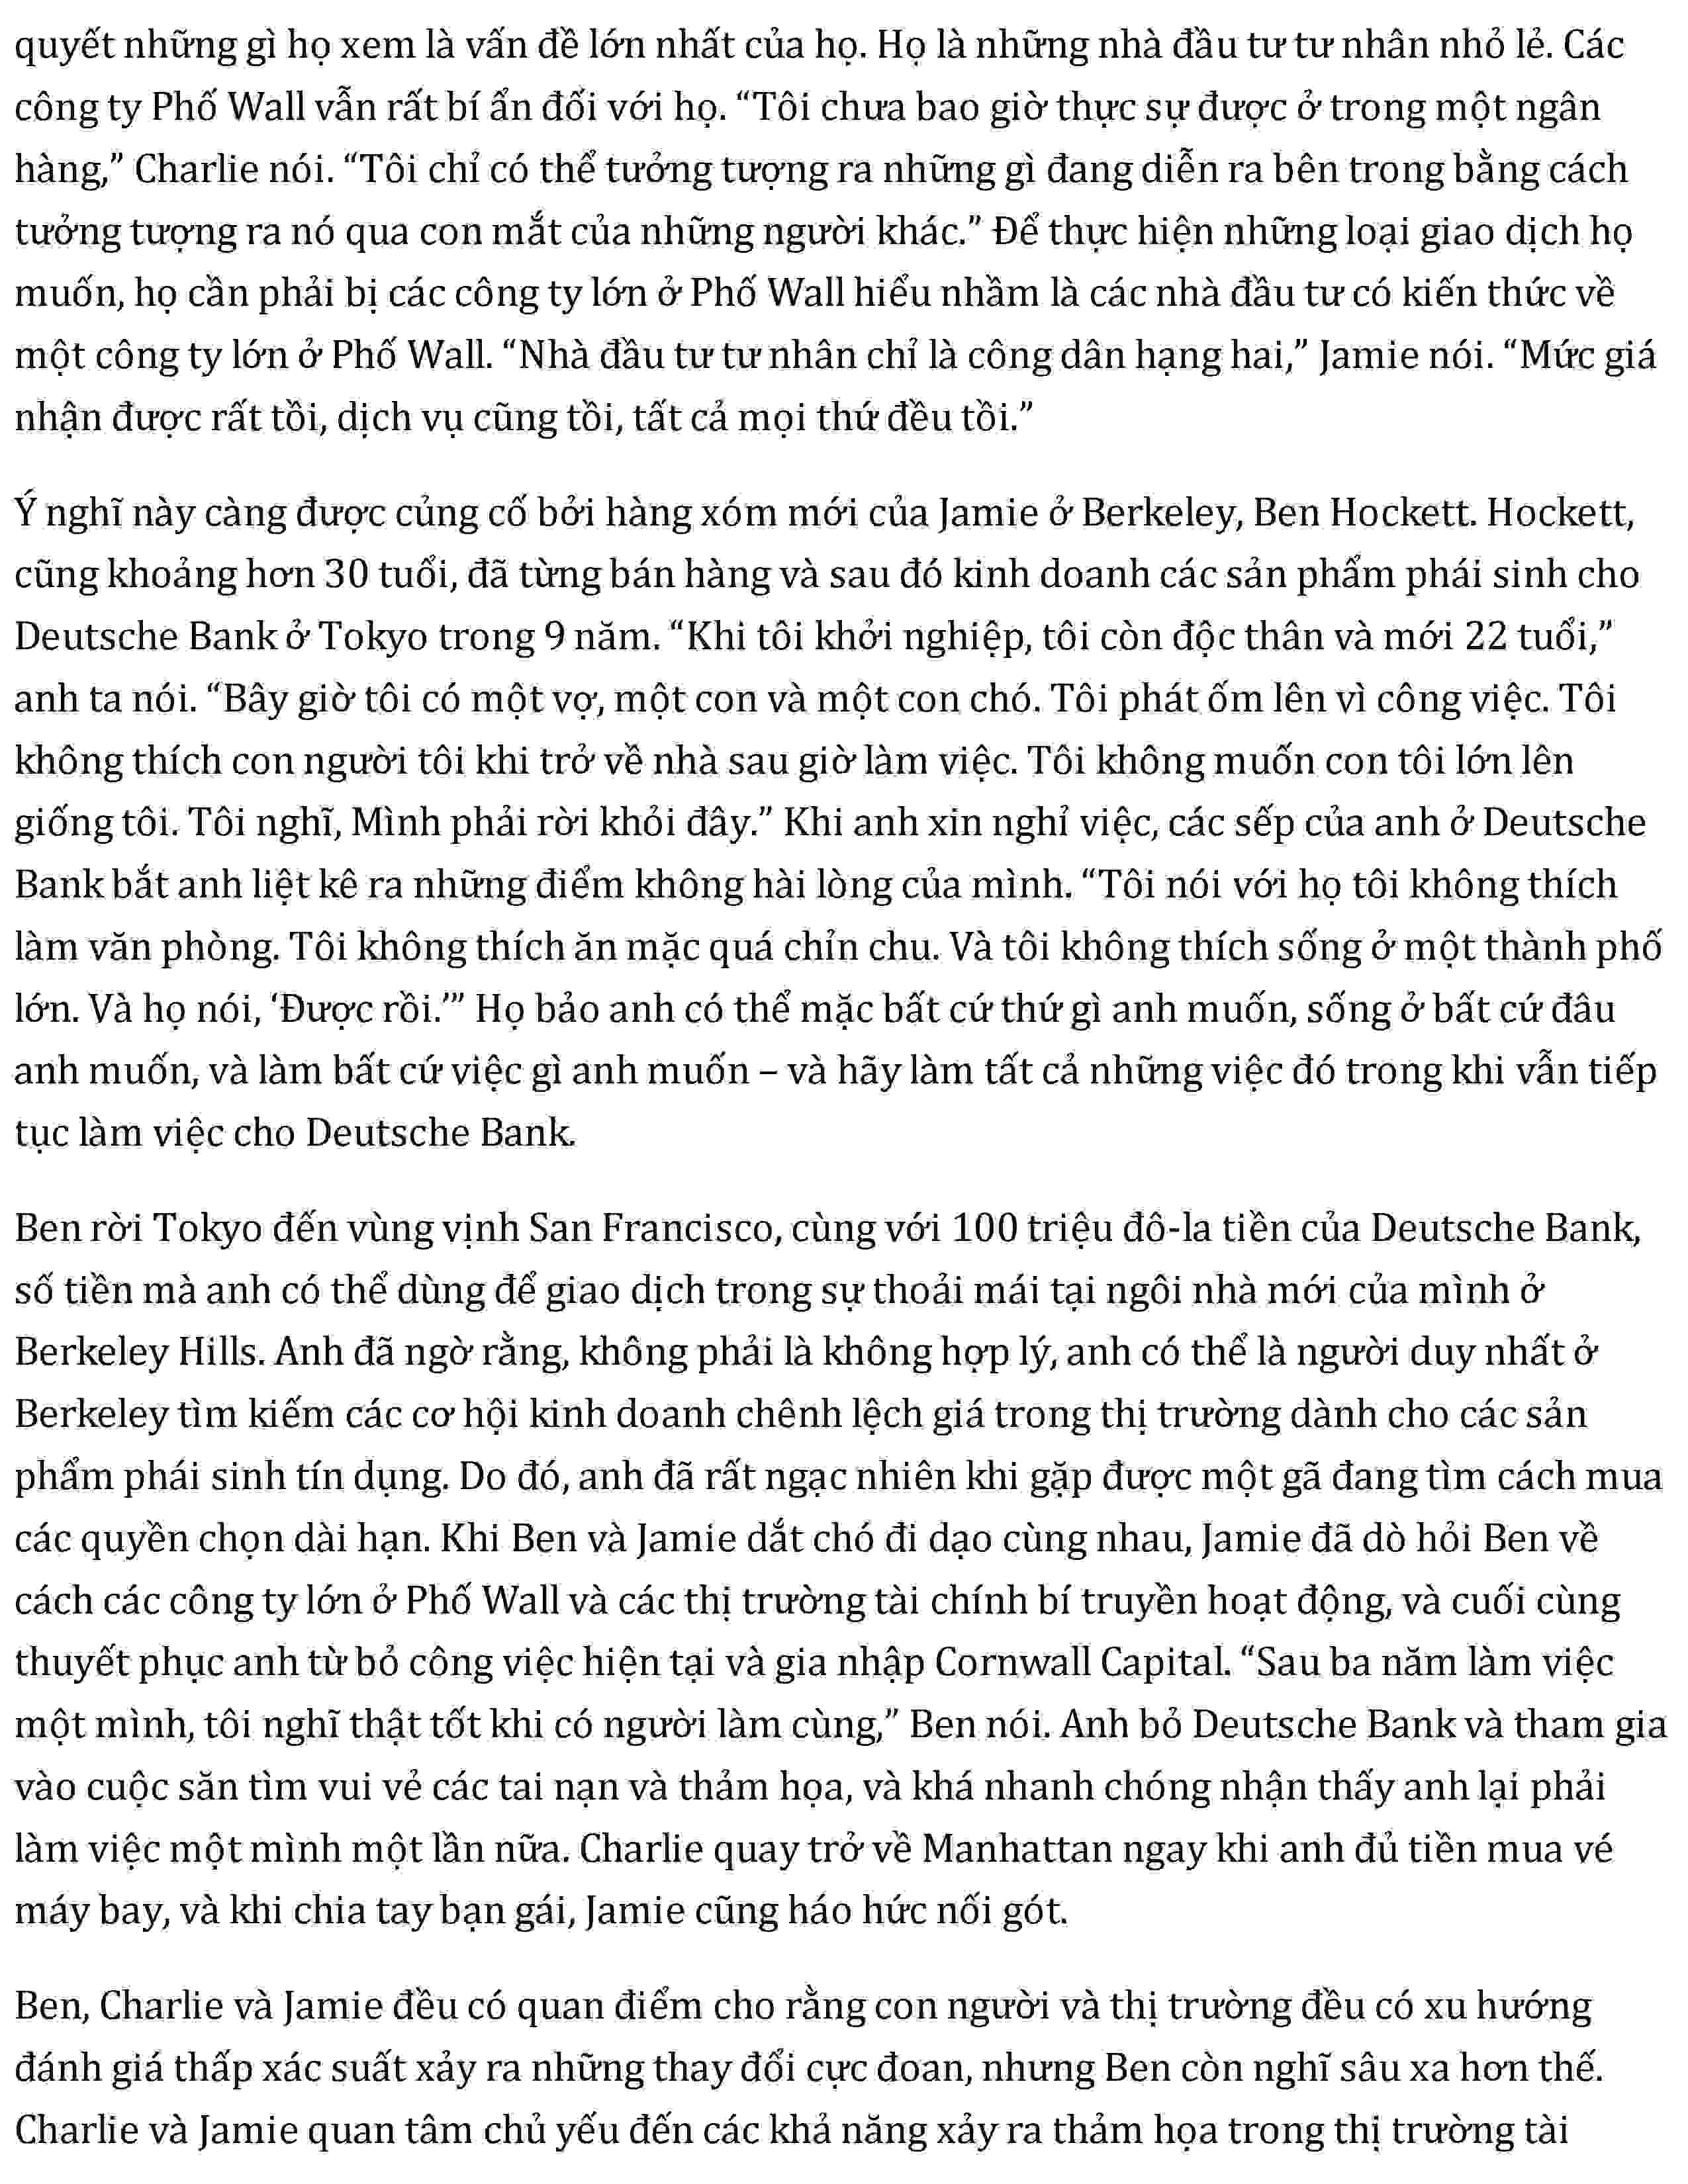 quyết những gì họ xem là vấn đề lớn nhất của họ. Họ là những nhà đầu tư tư nhân nhỏ lẻ. Các
công ty Phố Wall vẫn rất bí ẩn đối với họ. “Tôi chưa bao giờ thực sự được ở trong một ngân
hàng,” Charlie nói. “Tôi chỉ có thể tưởng tượng ra những gì đang diễn ra bên trong bằng cách
tưởng tượng ra nó qua con mắt của những người khác.” Để thực hiện những loại giao dịch họ
muốn, họ cần phải bị các công ty lớn ở Phố Wall hiểu nhầm là các nhà đầu tư có kiến thức về
một công ty lớn ở Phố Wall. “Nhà đầu tư tư nhân chỉ là công dân hạng hai,” Jamie nói. “Mức giá
nhận được rất tồi, dịch vụ cũng tồi, tất cả mọi thứ đều tồi.”
Ý nghĩ này càng được củng cố bởi hàng xóm mới của Jamie ở Berkeley, Ben Hockett. Hockett,
cũng khoảng hơn 30 tuổi, đã từng bán hàng và sau đó kinh doanh các sản phẩm phái sinh cho
Deutsche Bank ở Tokyo trong 9 năm. “Khi tôi khởi nghiệp, tôi còn độc thân và mới 22 tuổi,”
anh ta nói. “Bây giờ tôi có một vợ, một con và một con chó. Tôi phát ốm lên vì công việc. Tôi
không thích con người tôi khi trở về nhà sau giờ làm việc. Tôi không muốn con tôi lớn lên
giống tôi. Tôi nghĩ, Mình phải rời khỏi đây.” Khi anh xin nghỉ việc, các sếp của anh ở Deutsche
Bank bắt anh liệt kê ra những điểm không hài lòng của mình. “Tôi nói với họ tôi không thích
làm văn phòng. Tôi không thích ăn mặc quá chỉn chu. Và tôi không thích sống ở một thành phố
lớn. Và họ nói, ‘Được rồi.’” Họ bảo anh có thể mặc bất cứ thứ gì anh muốn, sống ở bất cứ đâu
anh muốn, và làm bất cứ việc gì anh muốn – và hãy làm tất cả những việc đó trong khi vẫn tiếp
tục làm việc cho Deutsche Bank.
Ben rời Tokyo đến vùng vịnh San Francisco, cùng với 100 triệu đô-la tiền của Deutsche Bank,
số tiền mà anh có thể dùng để giao dịch trong sự thoải mái tại ngôi nhà mới của mình ở
Berkeley Hills. Anh đã ngờ rằng, không phải là không hợp lý, anh có thể là người duy nhất ở
Berkeley tìm kiếm các cơ hội kinh doanh chênh lệch giá trong thị trường dành cho các sản
phẩm phái sinh tín dụng. Do đó, anh đã rất ngạc nhiên khi gặp được một gã đang tìm cách mua
các quyền chọn dài hạn. Khi Ben và Jamie dắt chó đi dạo cùng nhau, Jamie đã dò hỏi Ben về
cách các công ty lớn ở Phố Wall và các thị trường tài chính bí truyền hoạt động, và cuối cùng
thuyết phục anh từ bỏ công việc hiện tại và gia nhập Cornwall Capital. “Sau ba năm làm việc
một mình, tôi nghĩ thật tốt khi có người làm cùng,” Ben nói. Anh bỏ Deutsche Bank và tham gia
vào cuộc săn tìm vui vẻ các tai nạn và thảm họa, và khá nhanh chóng nhận thấy anh lại phải
làm việc một mình một lần nữa. Charlie quay trở về Manhattan ngay khi anh đủ tiền mua vé
máy bay, và khi chia tay bạn gái, Jamie cũng háo hức nối gót.
Ben, Charlie và Jamie đều có quan điểm cho rằng con người và thị trường đều có xu hướng
đánh giá thấp xác suất xảy ra những thay đổi cực đoan, nhưng Ben còn nghĩ sâu xa hơn thế.
Charlie và Jamie quan tâm chủ yếu đến các khả năng xảy ra thảm họa trong thị trường tài